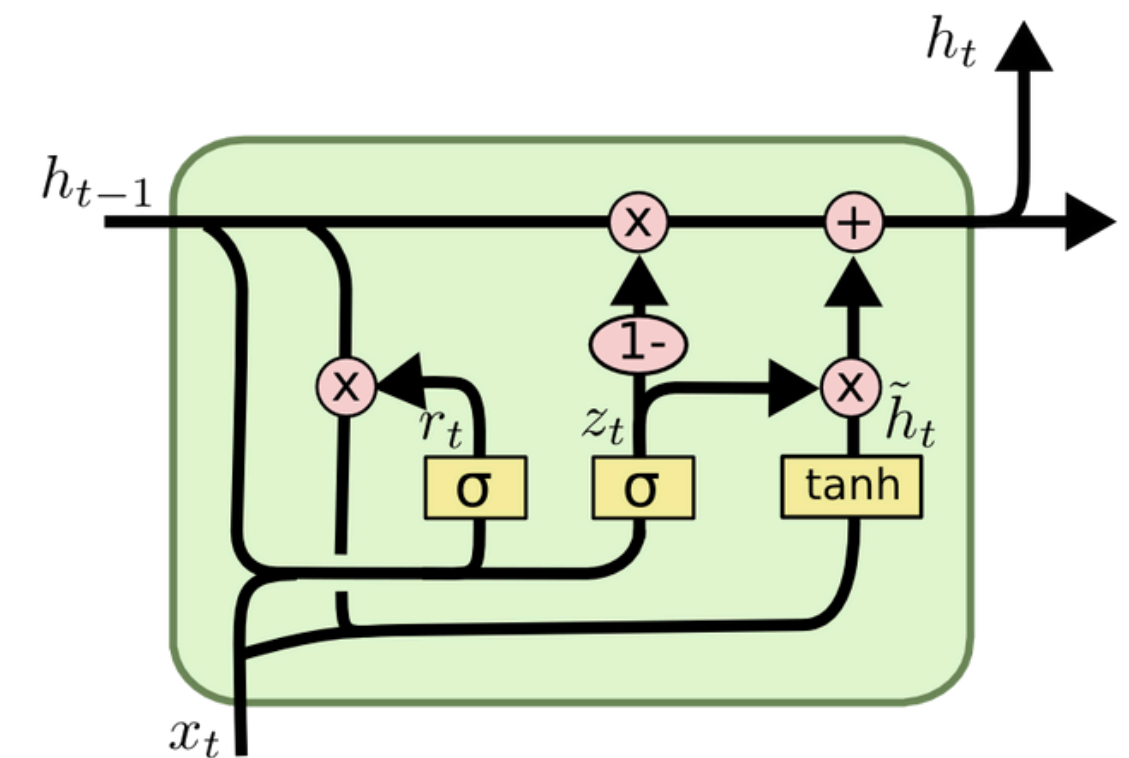 h_t
h_{t-1}
x +
1-
x x
r_t z_t h̃_t
σ σ tanh
x_t